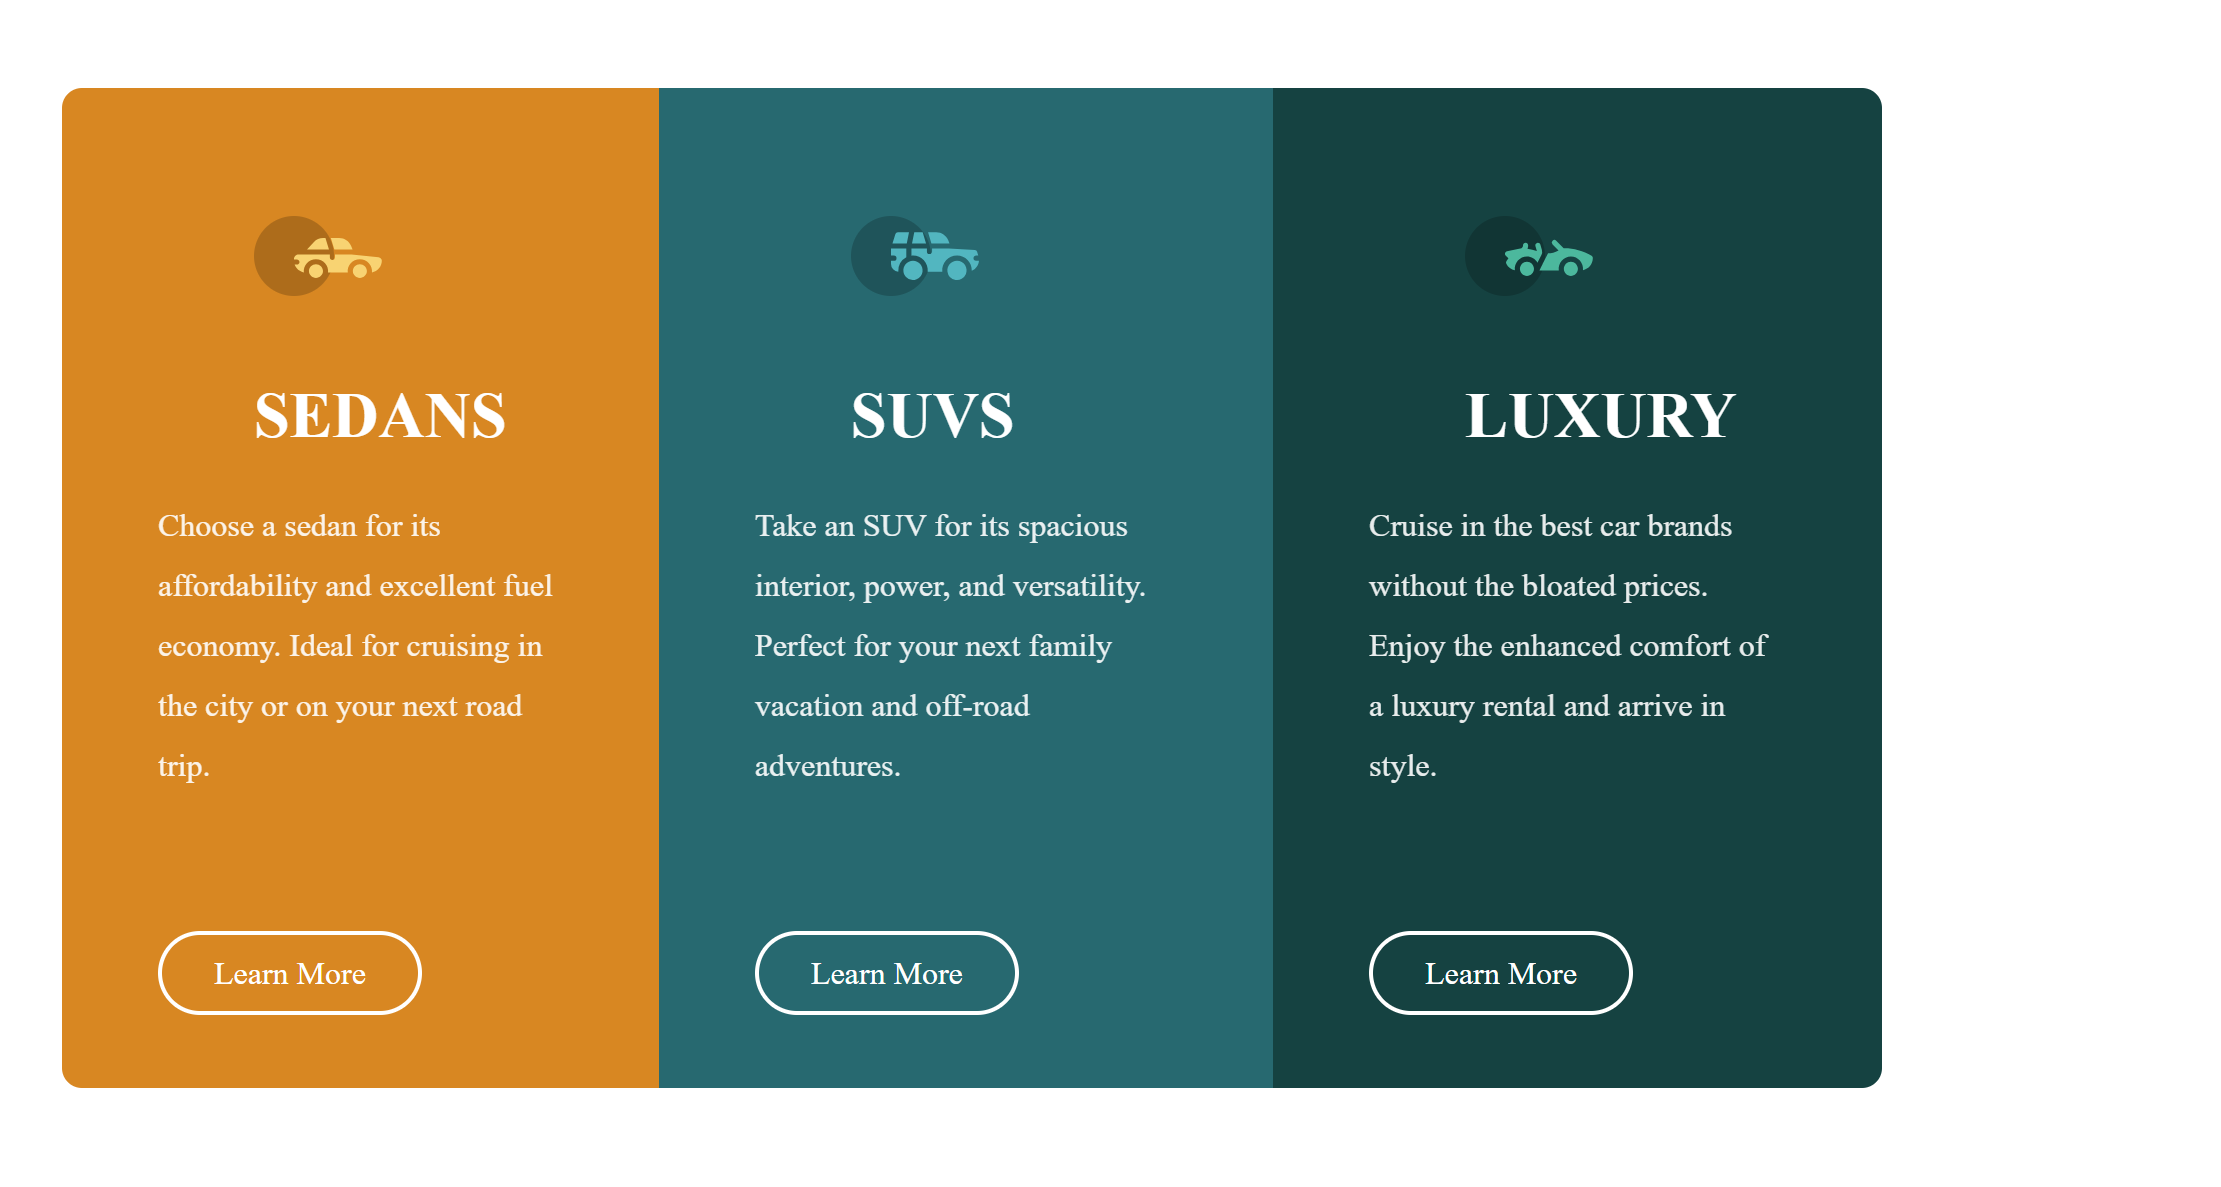 SEDANS
Choose a sedan for its
affordability and excellent fuel
economy. Ideal for cruising in
the city or on your next road
trip.
Learn More
SUVS
Take an SUV for its spacious
interior, power, and versatility.
Perfect for your next family
vacation and off-road
adventures.
Learn More
LUXURY
Cruise in the best car brands
without the bloated prices.
Enjoy the enhanced comfort of
a luxury rental and arrive in
style.
Learn More